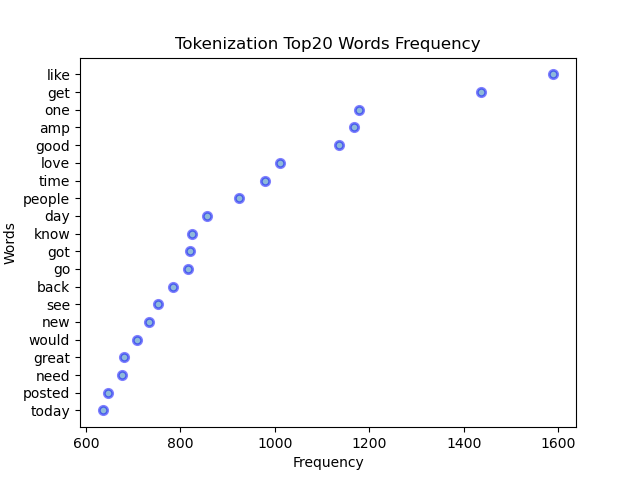 Tokenization Top20 Words Frequency
like
get
one
amp
good
love
time
people
day
know
got
go
back
see
new
would
great
need
posted
today
Words
600 800 1000 1200 1400 1600
Frequency